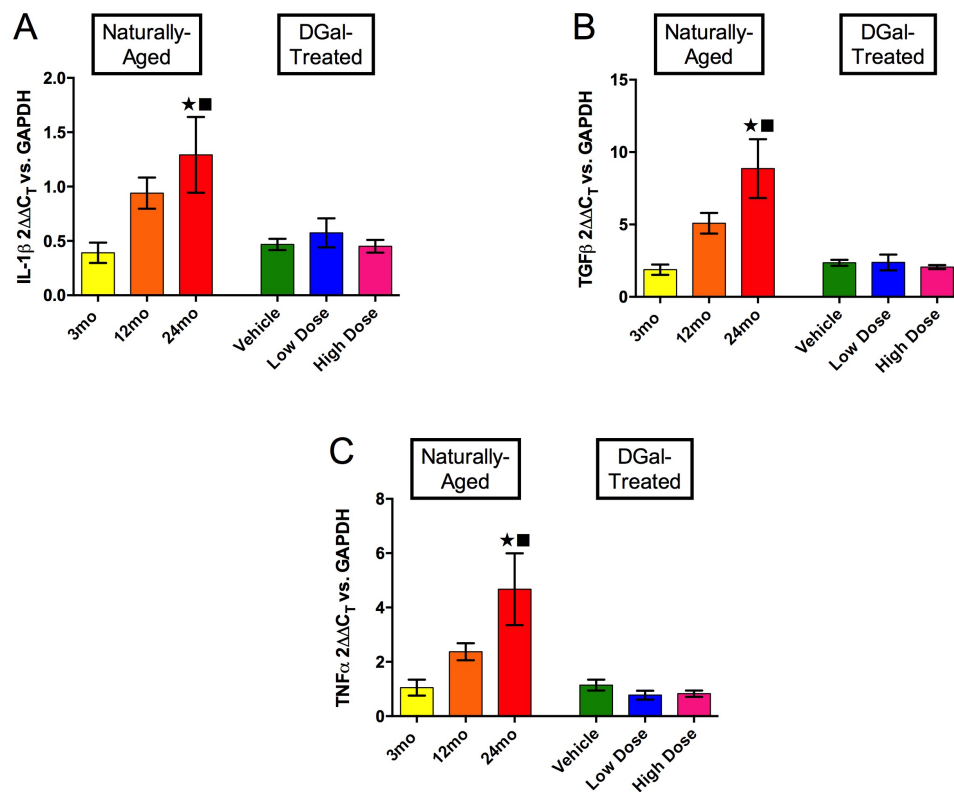 A
Naturally-
Aged
DGal-
Treated
IL-1β 2ΔΔCT vs. GAPDH
2.0
1.5
1.0
0.5
0.0
★■
3mo
12mo
24mo
Vehicle
Low Dose
High Dose
B
Naturally-
Aged
DGal-
Treated
TGFβ 2ΔΔCT vs. GAPDH
15
10
5
0
★■
3mo
12mo
24mo
Vehicle
Low Dose
High Dose
C
Naturally-
Aged
DGal-
Treated
TNFα 2ΔΔCT vs. GAPDH
8
6
4
2
0
★■
3mo
12mo
24mo
Vehicle
Low Dose
High Dose